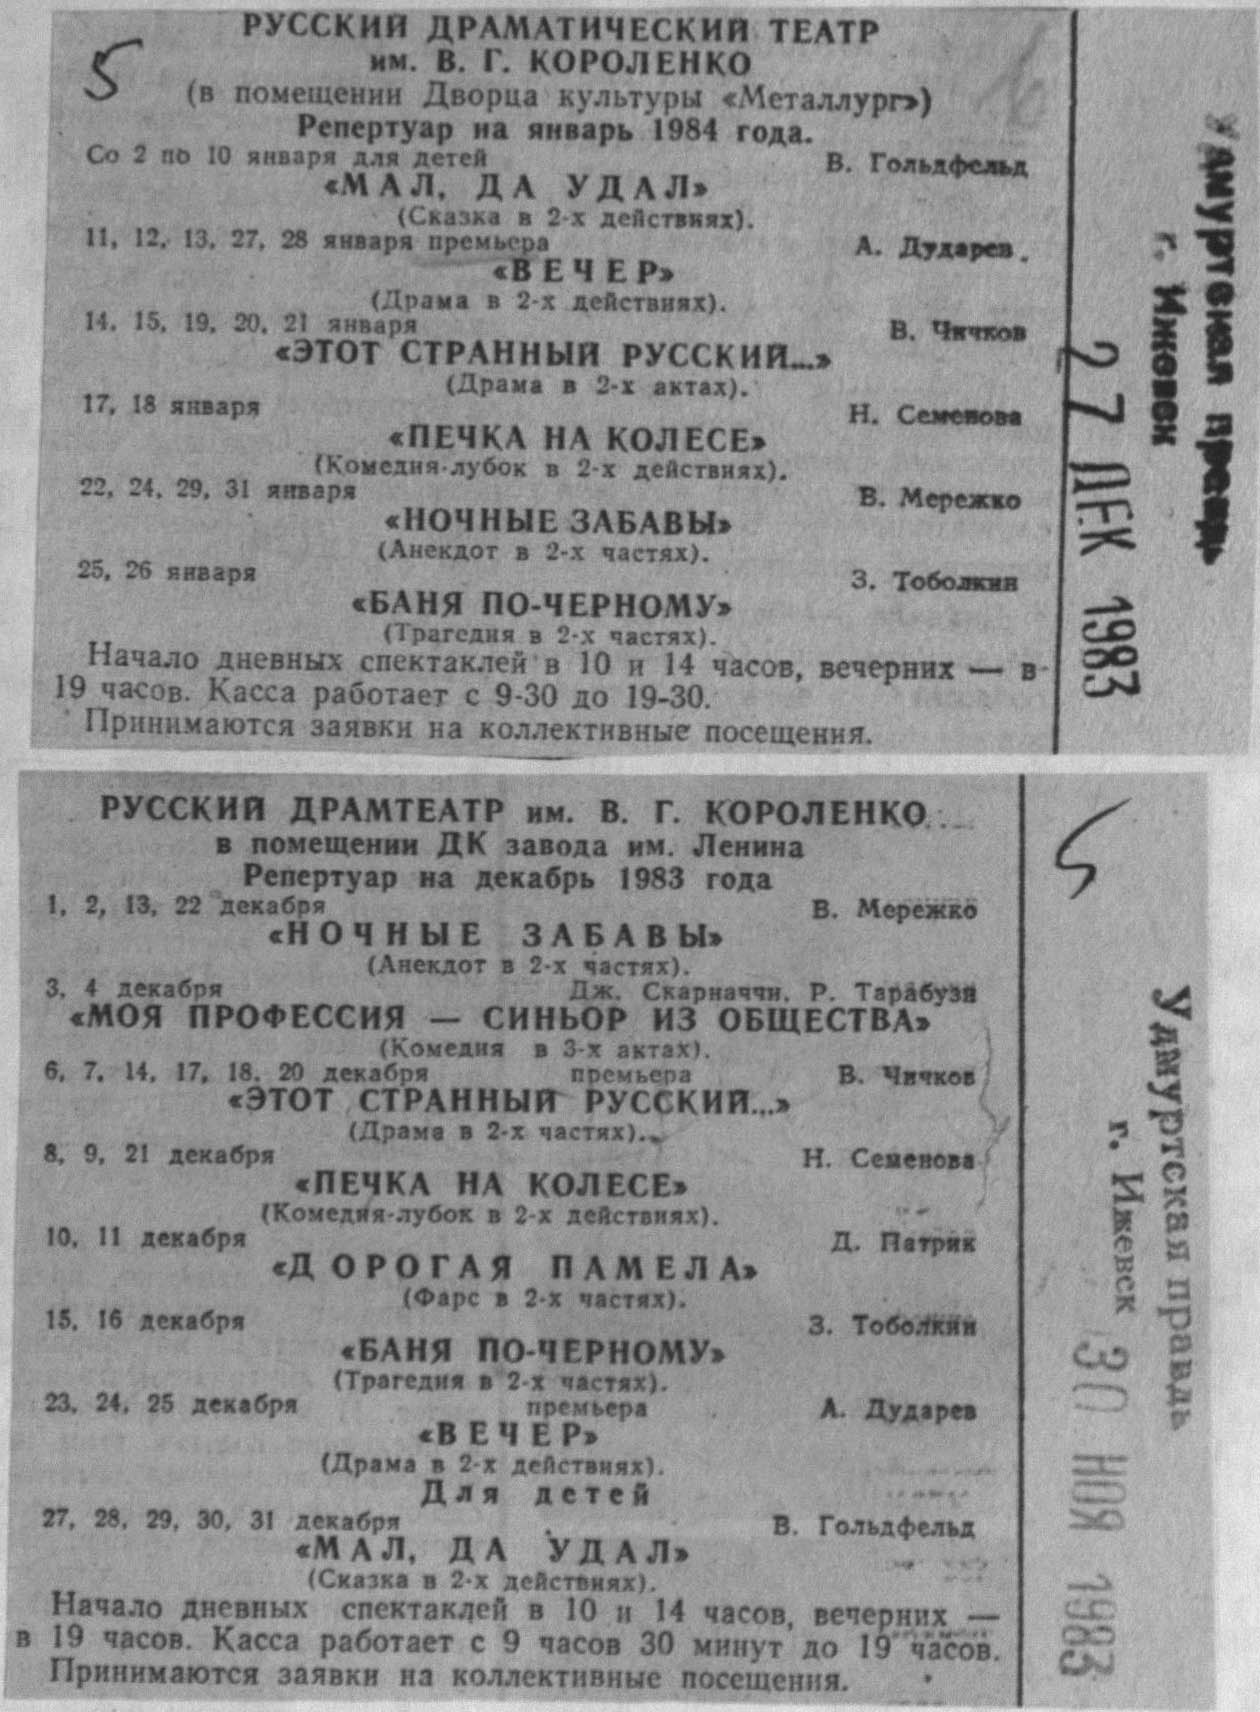 5
РУССКИЙ ДРАМАТИЧЕСКИЙ ТЕАТР
им. В. Г. КОРОЛЕНКО
(в помещении Дворца культуры «Металлург»)
Репертуар на январь 1984 года.
Со 2 по 10 января для детей В. Гольдфельд
«МАЛ, ДА УДАЛ»
(Сказка в 2-х действиях).
11, 12, 13, 27, 28 января премьера А. Дударев.
«ВЕЧЕР»
(Драма в 2-х действиях).
14, 15, 19, 20, 21 января В. Чичков
«ЭТОТ СТРАННЫЙ РУССКИЙ...»
(Драма в 2-х актах).
17, 18 января Н. Семенова
«ПЕЧКА НА КОЛЕСЕ»
(Комедия-лубок в 2-х действиях).
22, 24, 29, 31 января В. Мережко
«НОЧНЫЕ ЗАБАВЫ»
(Анекдот в 2-х частях).
25, 26 января З. Тоболкин
«БАНЯ ПО-ЧЕРНОМУ»
(Трагедия в 2-х частях).
Начало дневных спектаклей в 10 и 14 часов, вечерних — в
19 часов. Касса работает с 9-30 до 19-30.
Принимаются заявки на коллективные посещения.
Удмуртская правда
г. Ижевск
27 ДЕК 1983
РУССКИЙ ДРАМТЕАТР им. В. Г. КОРОЛЕНКО
в помещении ДК завода им. Ленина
Репертуар на декабрь 1983 года
1, 2, 13, 22 декабря В. Мережко
«НОЧНЫЕ ЗАБАВЫ»
(Анекдот в 2-х частях).
3, 4 декабря Дж. Скарначчи, Р. Тарабузи
«МОЯ ПРОФЕССИЯ — СИНЬОР ИЗ ОБЩЕСТВА»
(Комедия в 3-х актах).
6, 7, 14, 17, 18, 20 декабря премьера В. Чичков
«ЭТОТ СТРАННЫЙ РУССКИЙ...»
(Драма в 2-х частях).
8, 9, 21 декабря Н. Семенова
«ПЕЧКА НА КОЛЕСЕ»
(Комедия-лубок в 2-х действиях).
10, 11 декабря Д. Патрик
«ДОРОГАЯ ПАМЕЛА»
(Фарс в 2-х частях).
15, 16 декабря З. Тоболкин
«БАНЯ ПО-ЧЕРНОМУ»
(Трагедия в 2-х частях).
23, 24, 25 декабря премьера А. Дударев
«ВЕЧЕР»
(Драма в 2-х действиях).
Для детей
27, 28, 29, 30, 31 декабря В. Гольдфельд
«МАЛ, ДА УДАЛ»
(Сказка в 2-х действиях).
Начало дневных спектаклей в 10 и 14 часов, вечерних —
в 19 часов. Касса работает с 9 часов 30 минут до 19 часов.
Принимаются заявки на коллективные посещения.
Удмуртская правда
г. Ижевск
30 НОЯ 1983